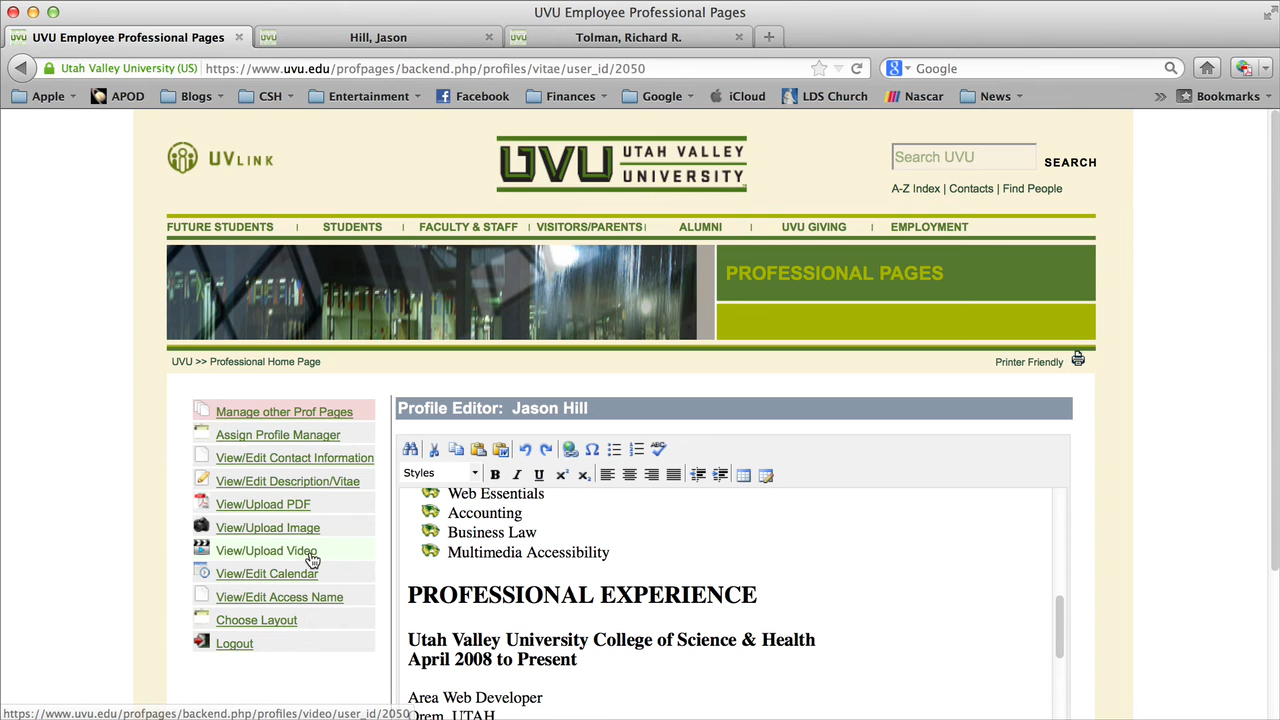 UVU Employee Professional Pages
UVU UVU Employee Professional Pages
UVU Hill, Jason
UVU Tolman, Richard R.
Utah Valley University (US) https://www.uvu.edu/profpages/backend.php/profiles/vitae/user_id/2050
Google
Apple APOD Blogs CSH Entertainment Facebook Finances Google iCloud LDS Church Nascar News Bookmarks
UVLINK
UVU UTAH VALLEY
UNIVERSITY
Search UVU SEARCH
A-Z Index | Contacts | Find People
FUTURE STUDENTS | STUDENTS | FACULTY & STAFF | VISITORS/PARENTS | ALUMNI | UVU GIVING | EMPLOYMENT
PROFESSIONAL PAGES
UVU >> Professional Home Page
Printer Friendly
Manage other Prof Pages
Assign Profile Manager
View/Edit Contact Information
View/Edit Description/Vitae
View/Upload PDF
View/Upload Image
View/Upload Video
View/Edit Calendar
View/Edit Access Name
Choose Layout
Logout
Profile Editor: Jason Hill
Styles
Web Essentials
Accounting
Business Law
Multimedia Accessibility
PROFESSIONAL EXPERIENCE
Utah Valley University College of Science & Health
April 2008 to Present
Area Web Developer
Orem, UTAH
https://www.uvu.edu/profpages/backend.php/profiles/video/user_id/2050